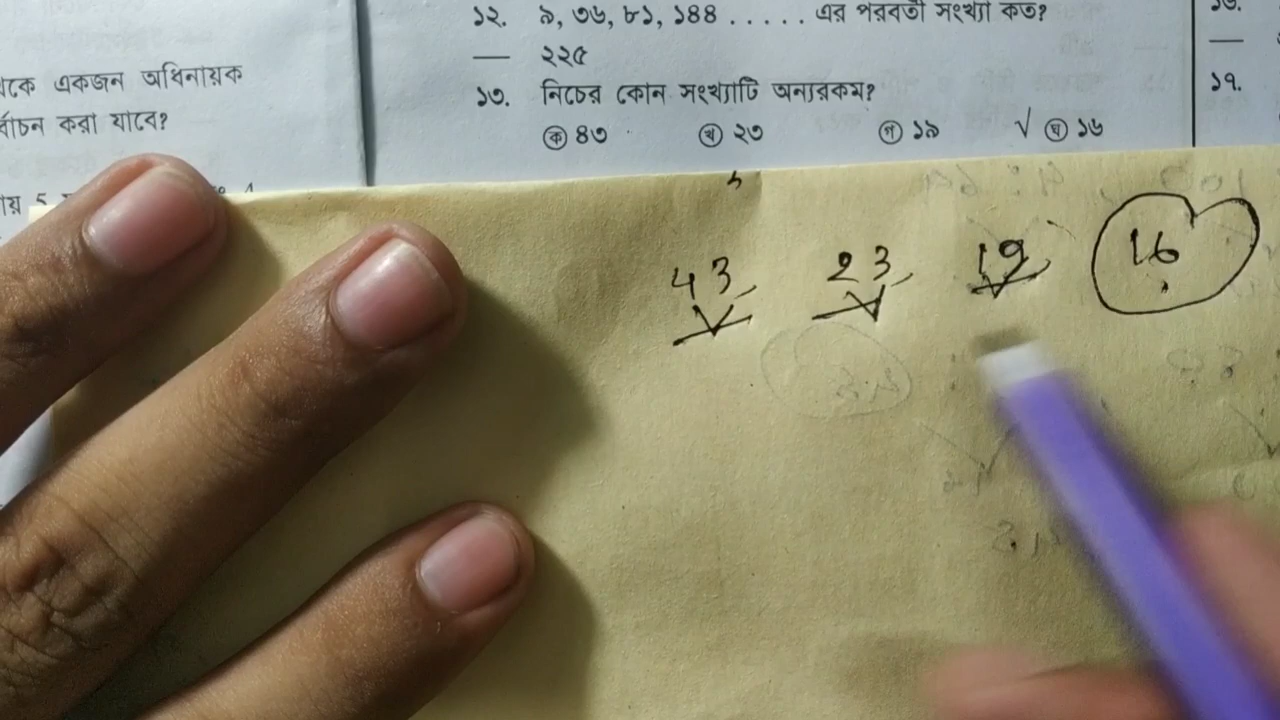 ১২. ৯, ৩৬, ৮১, ১৪৪ ..... এর পরবর্তী সংখ্যা কত?
— ২২৫
একজন অধিনায়ক
করা যাবে?
১৩. নিচের কোন সংখ্যাটি অন্যরকম?
ক ৪৩ খ ২৩ গ ১৯ √ ঘ ১৬
১৭.
43, 23, 19, 16